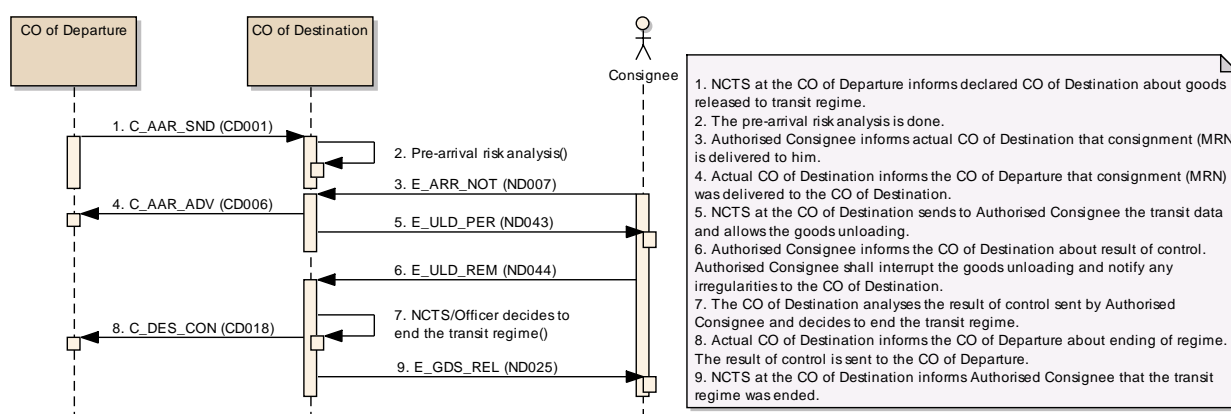 CO of Departure
CO of Destination
Consignee
1. C_AAR_SND (CD001)
2. Pre-arrival risk analysis()
3. E_ARR_NOT (ND007)
4. C_AAR_ADV (CD006)
5. E_ULD_PER (ND043)
6. E_ULD_REM (ND044)
7. NCTS/Officer decides to
end the transit regime()
8. C_DES_CON (CD018)
9. E_GDS_REL (ND025)
1. NCTS at the CO of Departure informs declared CO of Destination about goods
released to transit regime.
2. The pre-arrival risk analysis is done.
3. Authorised Consignee informs actual CO of Destination that consignment (MRN
is delivered to him.
4. Actual CO of Destination informs the CO of Departure that consignment (MRN)
was delivered to the CO of Destination.
5. NCTS at the CO of Destination sends to Authorised Consignee the transit data
and allows the goods unloading.
6. Authorised Consignee informs the CO of Destination about result of control.
Authorised Consignee shall interrupt the goods unloading and notify any
irregularities to the CO of Destination.
7. The CO of Destination analyses the result of control sent by Authorised
Consignee and decides to end the transit regime.
8. Actual CO of Destination informs the CO of Departure about ending of regime.
The result of control is sent to the CO of Departure.
9. NCTS at the CO of Destination informs Authorised Consignee that the transit
regime was ended.